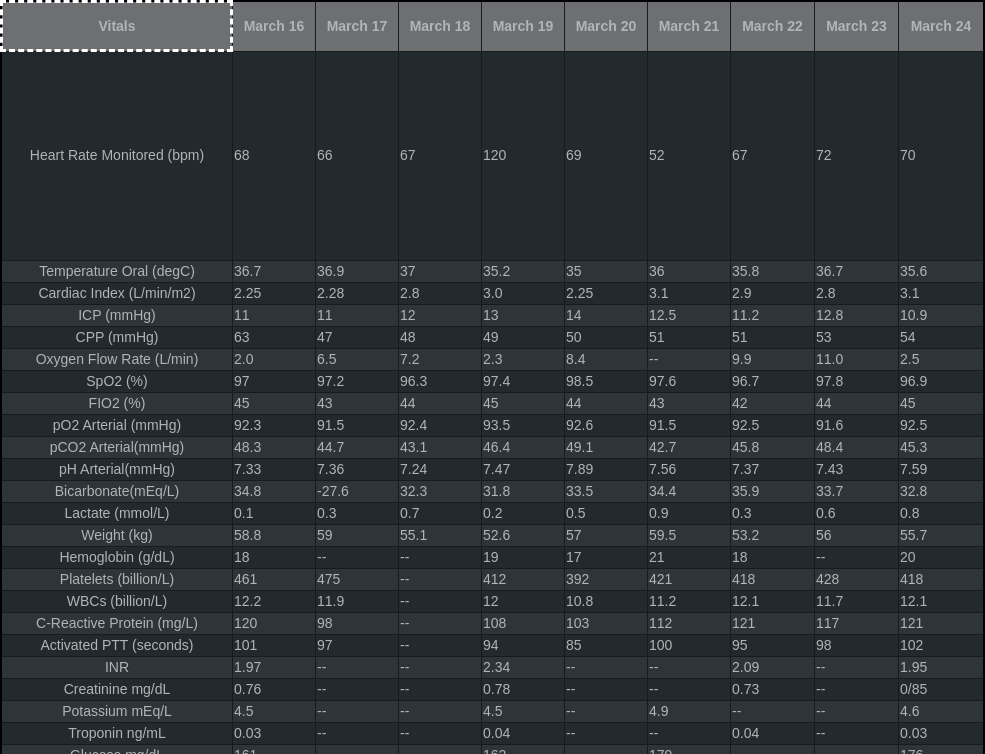 Vitals March 16 March 17 March 18 March 19 March 20 March 21 March 22 March 23 March 24
Heart Rate Monitored (bpm) 68 66 67 120 69 52 67 72 70
Temperature Oral (degC) 36.7 36.9 37 35.2 35 36 35.8 36.7 35.6
Cardiac Index (L/min/m2) 2.25 2.28 2.8 3.0 2.25 3.1 2.9 2.8 3.1
ICP (mmHg) 11 11 12 13 14 12.5 11.2 12.8 10.9
CPP (mmHg) 63 47 48 49 50 51 51 53 54
Oxygen Flow Rate (L/min) 2.0 6.5 7.2 2.3 8.4 -- 9.9 11.0 2.5
SpO2 (%) 97 97.2 96.3 97.4 98.5 97.6 96.7 97.8 96.9
FIO2 (%) 45 43 44 45 44 43 42 44 45
pO2 Arterial (mmHg) 92.3 91.5 92.4 93.5 92.6 91.5 92.5 91.6 92.5
pCO2 Arterial(mmHg) 48.3 44.7 43.1 46.4 49.1 42.7 45.8 48.4 45.3
pH Arterial(mmHg) 7.33 7.36 7.24 7.47 7.89 7.56 7.37 7.43 7.59
Bicarbonate(mEq/L) 34.8 -27.6 32.3 31.8 33.5 34.4 35.9 33.7 32.8
Lactate (mmol/L) 0.1 0.3 0.7 0.2 0.5 0.9 0.3 0.6 0.8
Weight (kg) 58.8 59 55.1 52.6 57 59.5 53.2 56 55.7
Hemoglobin (g/dL) 18 -- -- 19 17 21 18 -- 20
Platelets (billion/L) 461 475 -- 412 392 421 418 428 418
WBCs (billion/L) 12.2 11.9 -- 12 10.8 11.2 12.1 11.7 12.1
C-Reactive Protein (mg/L) 120 98 -- 108 103 112 121 117 121
Activated PTT (seconds) 101 97 -- 94 85 100 95 98 102
INR 1.97 -- -- 2.34 -- -- 2.09 -- 1.95
Creatinine mg/dL 0.76 -- -- 0.78 -- -- 0.73 -- 0/85
Potassium mEq/L 4.5 -- -- 4.5 -- 4.9 -- -- 4.6
Troponin ng/mL 0.03 -- -- 0.04 -- -- 0.04 -- 0.03